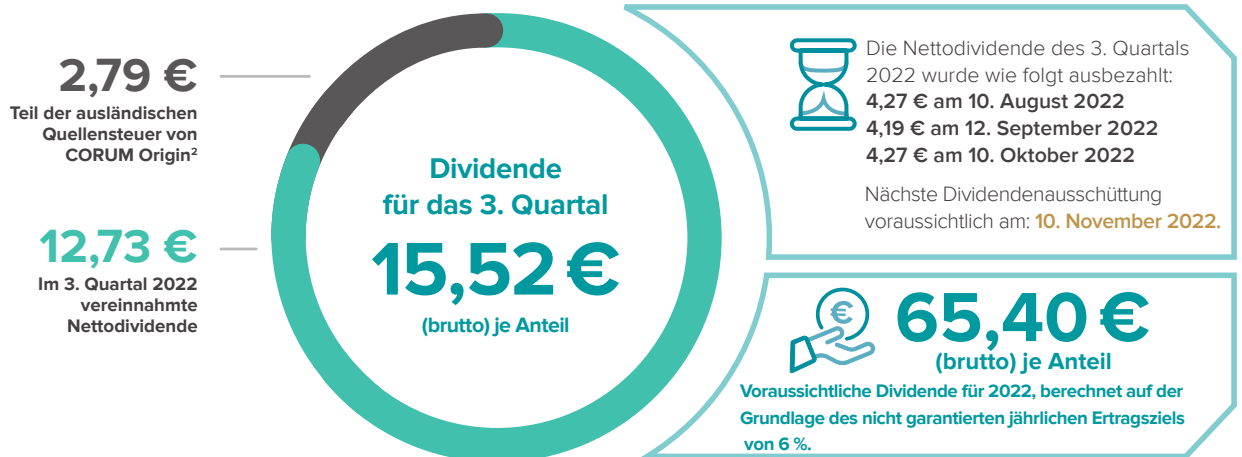 2,79 €
Teil der ausländischen
Quellensteuer von
CORUM Origin²
12,73 €
Im 3. Quartal 2022
vereinnahmte
Nettodividende
Dividende
für das 3. Quartal
15,52 €
(brutto) je Anteil
Die Nettodividende des 3. Quartals
2022 wurde wie folgt ausbezahlt:
4,27 € am 10. August 2022
4,19 € am 12. September 2022
4,27 € am 10. Oktober 2022
Nächste Dividendenausschüttung
voraussichtlich am: 10. November 2022.
€
65,40 €
(brutto) je Anteil
Voraussichtliche Dividende für 2022, berechnet auf der
Grundlage des nicht garantierten jährlichen Ertragsziels
von 6 %.